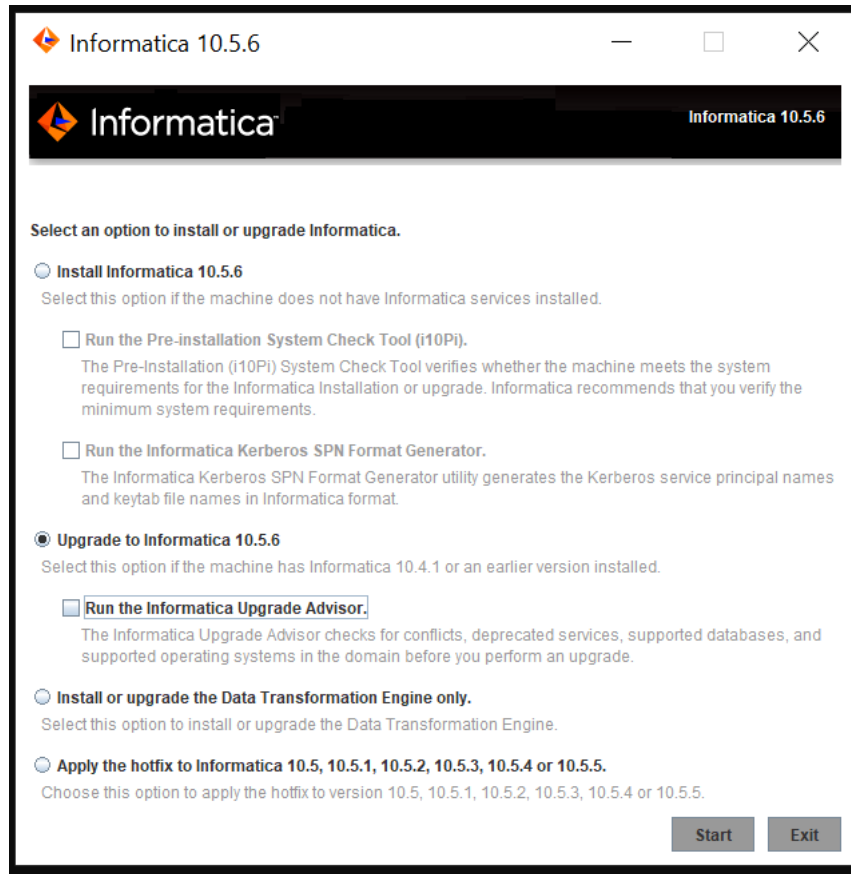 Informatica 10.5.6
Informatica
Informatica 10.5.6
Select an option to install or upgrade Informatica.
Install Informatica 10.5.6
Select this option if the machine does not have Informatica services installed.
Run the Pre-installation System Check Tool (i10Pi).
The Pre-Installation (i10Pi) System Check Tool verifies whether the machine meets the system
requirements for the Informatica Installation or upgrade. Informatica recommends that you verify the
minimum system requirements.
Run the Informatica Kerberos SPN Format Generator.
The Informatica Kerberos SPN Format Generator utility generates the Kerberos service principal names
and keytab file names in Informatica format.
Upgrade to Informatica 10.5.6
Select this option if the machine has Informatica 10.4.1 or an earlier version installed.
Run the Informatica Upgrade Advisor.
The Informatica Upgrade Advisor checks for conflicts, deprecated services, supported databases, and
supported operating systems in the domain before you perform an upgrade.
Install or upgrade the Data Transformation Engine only.
Select this option to install or upgrade the Data Transformation Engine.
Apply the hotfix to Informatica 10.5, 10.5.1, 10.5.2, 10.5.3, 10.5.4 or 10.5.5.
Choose this option to apply the hotfix to version 10.5, 10.5.1, 10.5.2, 10.5.3, 10.5.4 or 10.5.5.
Start Exit